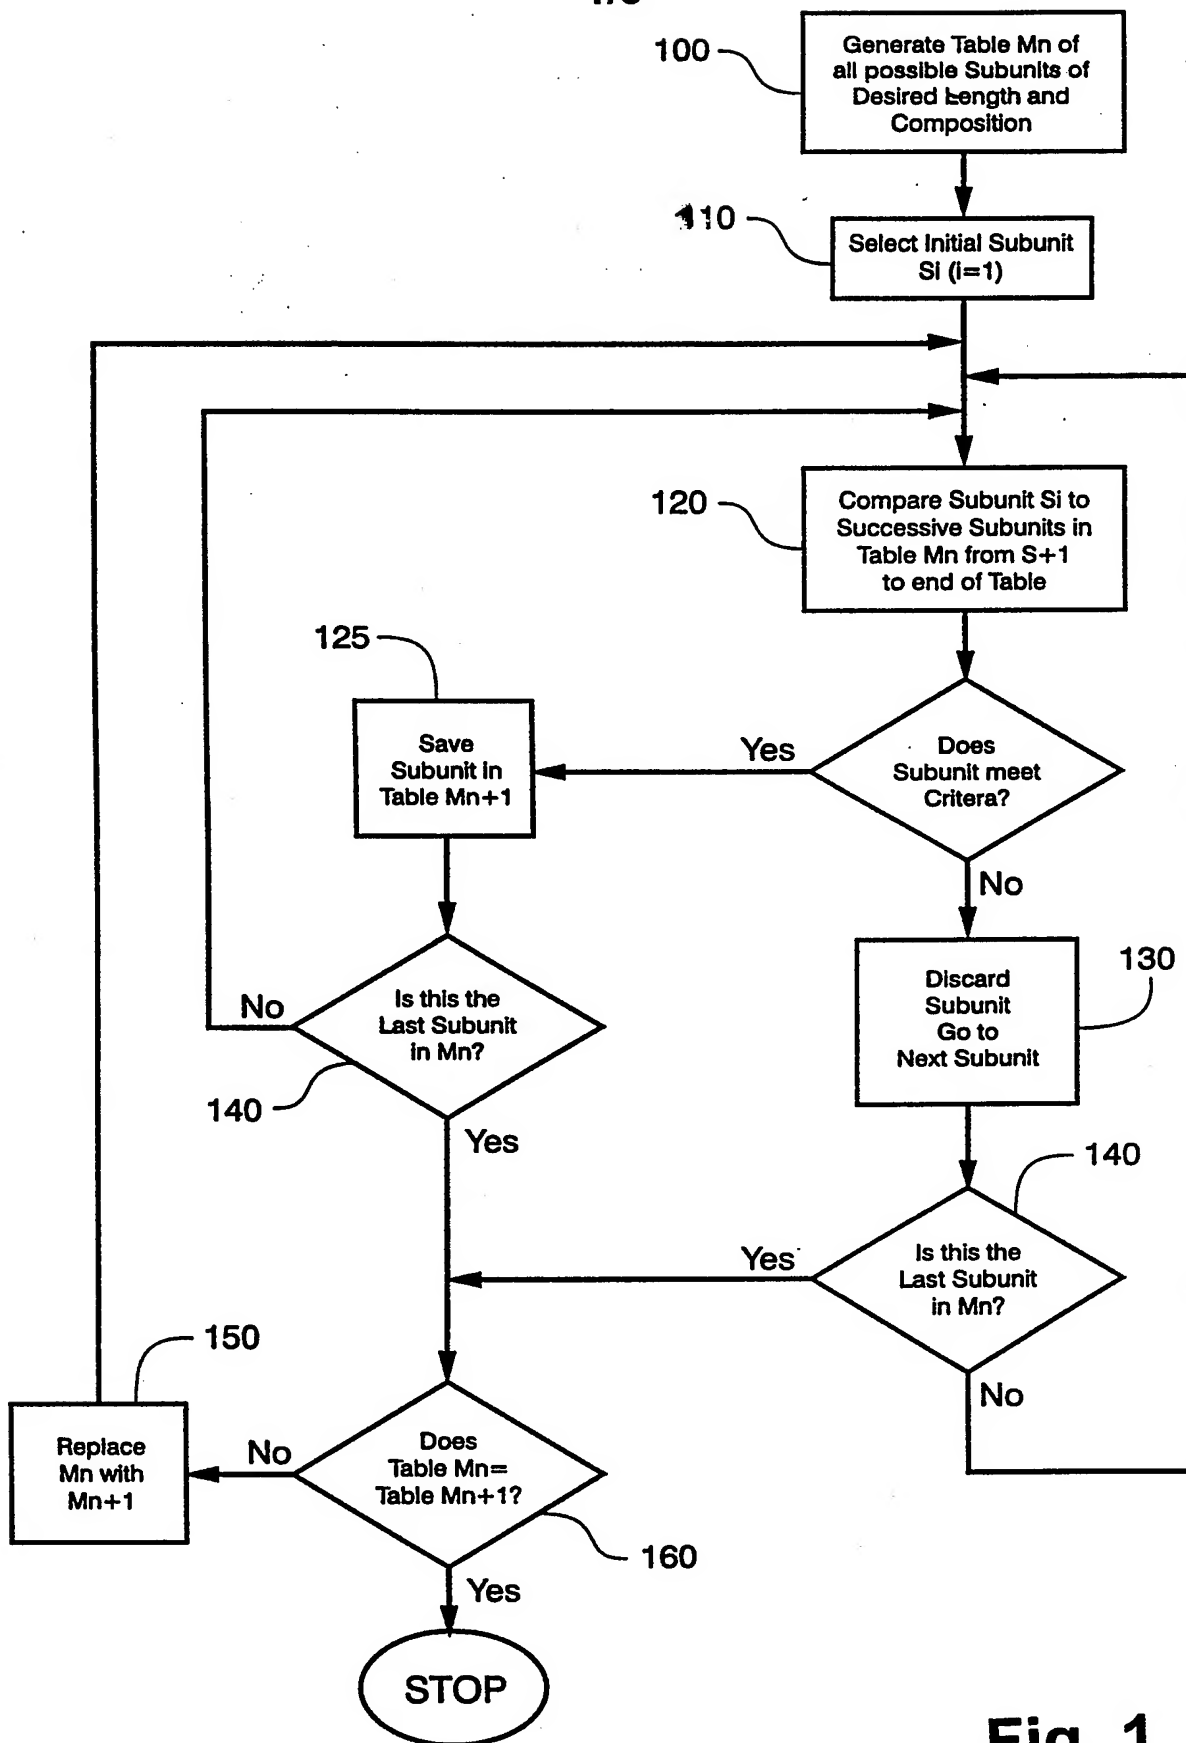 100
Generate Table Mn of
all possible Subunits of
Desired Length and
Composition
110
Select Initial Subunit
Si (i=1)
120
Compare Subunit Si to
Successive Subunits in
Table Mn from S+1
to end of Table
125
Save
Subunit in
Table Mn+1
Yes
Does
Subunit meet
Critera?
No
130
Discard
Subunit
Go to
Next Subunit
No
Is this the
Last Subunit
in Mn?
140
Yes
140
Yes
Is this the
Last Subunit
in Mn?
No
150
Replace
Mn with
Mn+1
No
Does
Table Mn=
Table Mn+1?
160
Yes
STOP
Fig. 1